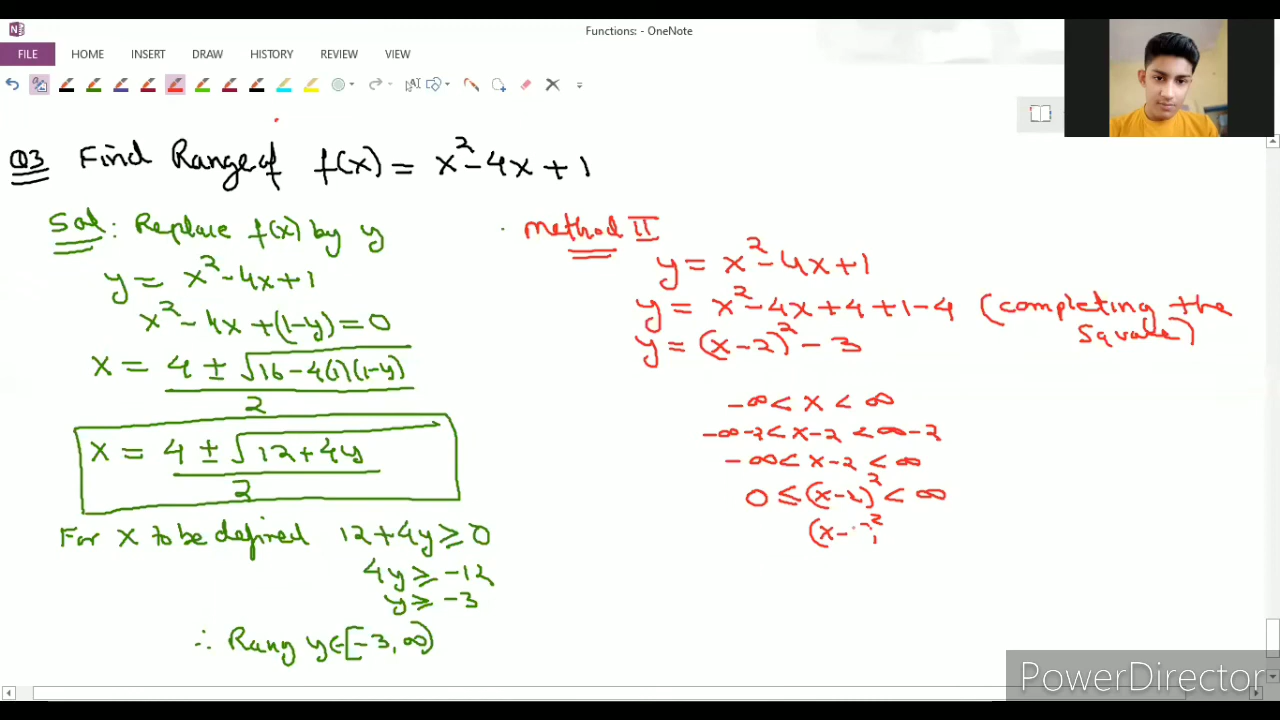 Functions: - OneNote
FILE HOME INSERT DRAW HISTORY REVIEW VIEW
Q3 Find Range of f(x) = x² - 4x + 1
Sol: Replace f(x) by y
y = x² - 4x + 1
x² - 4x + (1-y) = 0
x = (4 ± √(16 - 4(1)(1-y)))/2
x = (4 ± √(12 + 4y))/2
For x to be defined 12 + 4y ≥ 0
4y ≥ -12
y ≥ -3
∴ Rang y ∈ [-3, ∞)
method II
y = x² - 4x + 1
y = x² - 4x + 4 + 1 - 4 (completing the
square)
y = (x-2)² - 3
-∞ < x < ∞
-∞-2 < x-2 < ∞-2
-∞ < x-2 < ∞
0 ≤ (x-2)² < ∞
(x-
PowerDirector